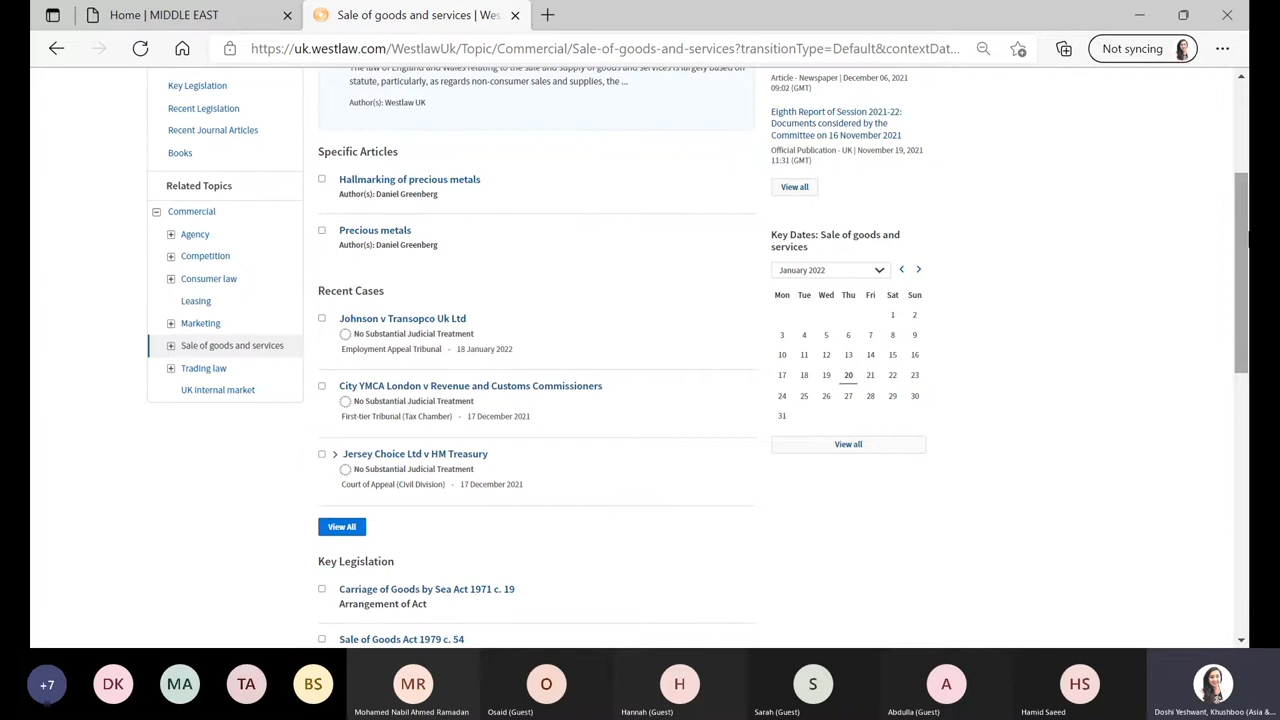 Home | MIDDLE EAST
Sale of goods and services | Wes
https://uk.westlaw.com/WestlawUk/Topic/Commercial/Sale-of-goods-and-services?transitionType=Default&contextDat...
Not syncing
Key Legislation
Recent Legislation
Recent Journal Articles
Books
Related Topics
Commercial
Agency
Competition
Consumer law
Leasing
Marketing
Sale of goods and services
Trading law
UK internal market
The law of England and Wales relating to the sale and supply of goods and services is largely based on
statute, particularly, as regards non-consumer sales and supplies, the ...
Author(s): Westlaw UK
Specific Articles
Hallmarking of precious metals
Author(s): Daniel Greenberg
Precious metals
Author(s): Daniel Greenberg
Recent Cases
Johnson v Transopco Uk Ltd
No Substantial Judicial Treatment
Employment Appeal Tribunal - 18 January 2022
City YMCA London v Revenue and Customs Commissioners
No Substantial Judicial Treatment
First-tier Tribunal (Tax Chamber) - 17 December 2021
Jersey Choice Ltd v HM Treasury
No Substantial Judicial Treatment
Court of Appeal (Civil Division) - 17 December 2021
View All
Key Legislation
Carriage of Goods by Sea Act 1971 c. 19
Arrangement of Act
Sale of Goods Act 1979 c. 54
Article - Newspaper | December 06, 2021
09:02 (GMT)
Eighth Report of Session 2021-22:
Documents considered by the
Committee on 16 November 2021
Official Publication - UK | November 19, 2021
11:31 (GMT)
View all
Key Dates: Sale of goods and
services
January 2022
Mon Tue Wed Thu Fri Sat Sun
1 2
3 4 5 6 7 8 9
10 11 12 13 14 15 16
17 18 19 20 21 22 23
24 25 26 27 28 29 30
31
View all
+7 DK MA TA BS MR O H S A HS
Mohamed Nabil Ahmed Ramadan Osaid (Guest) Hannah (Guest) Sarah (Guest) Abdulla (Guest) Hamid Saeed Doshi Yeshwant, Khushboo (Asia &...